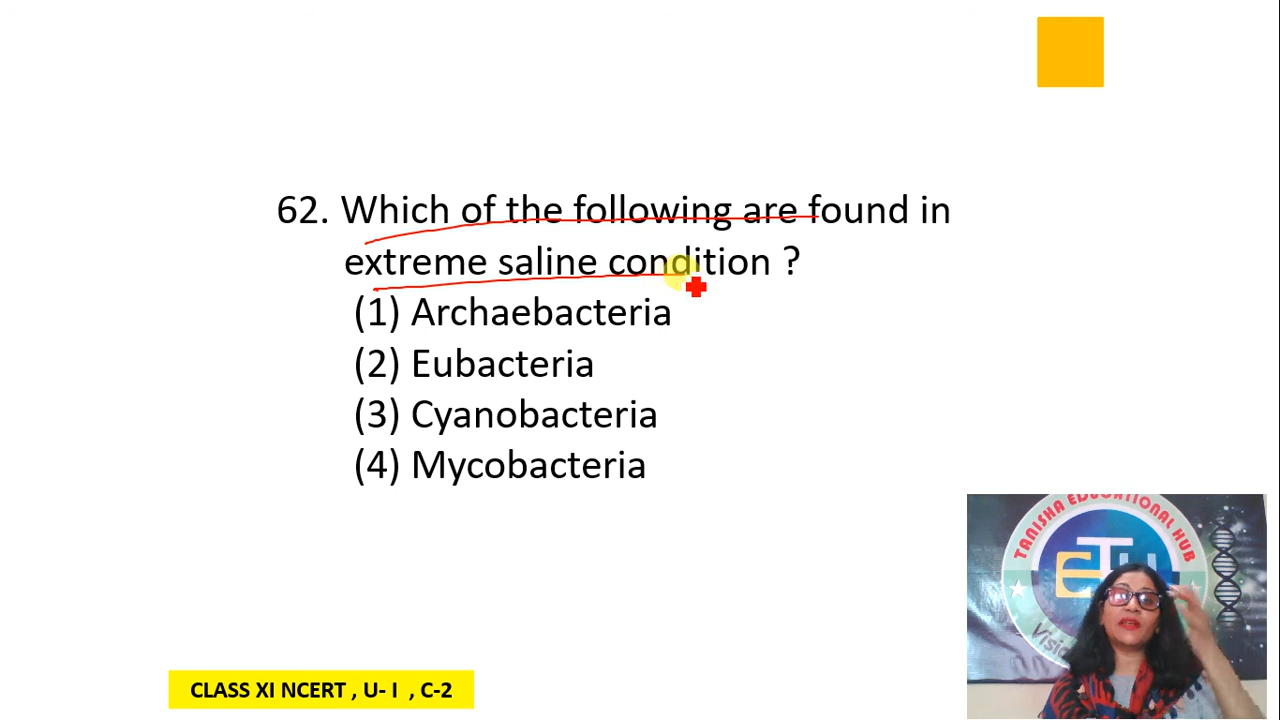 62. Which of the following are found in
extreme saline condition ?
(1) Archaebacteria
(2) Eubacteria
(3) Cyanobacteria
(4) Mycobacteria
TANISHA EDUCATIONAL HUB
CLASS XI NCERT , U- I , C-2